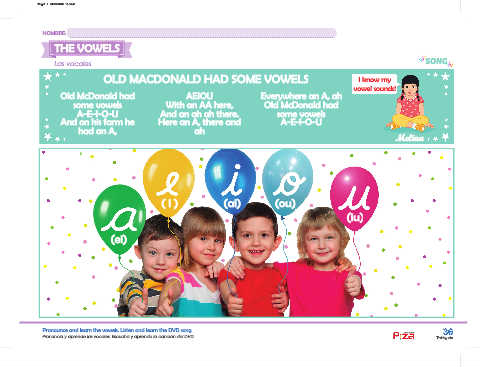 NOMBRE:
THE VOWELS
Las vocales
SONG
OLD MACDONALD HAD SOME VOWELS
Old McDonald had
some vowels
A-E-I-O-U
And on his farm he
had an A,
AEIOU
With an AA here,
And an ah ah there,
Here an A, there and
ah
Everywhere an A, ah
Old McDonald had
some vowels
A-E-I-O-U
I know my
vowel sounds!
Melina
a
(ei)
e
(i)
i
(ai)
o
(ou)
u
(iu)
Pronounce and learn the vowels. Listen and learn the DVD song.
Pronuncia y aprende las vocales. Escucha y aprende la canción del DVD.
36